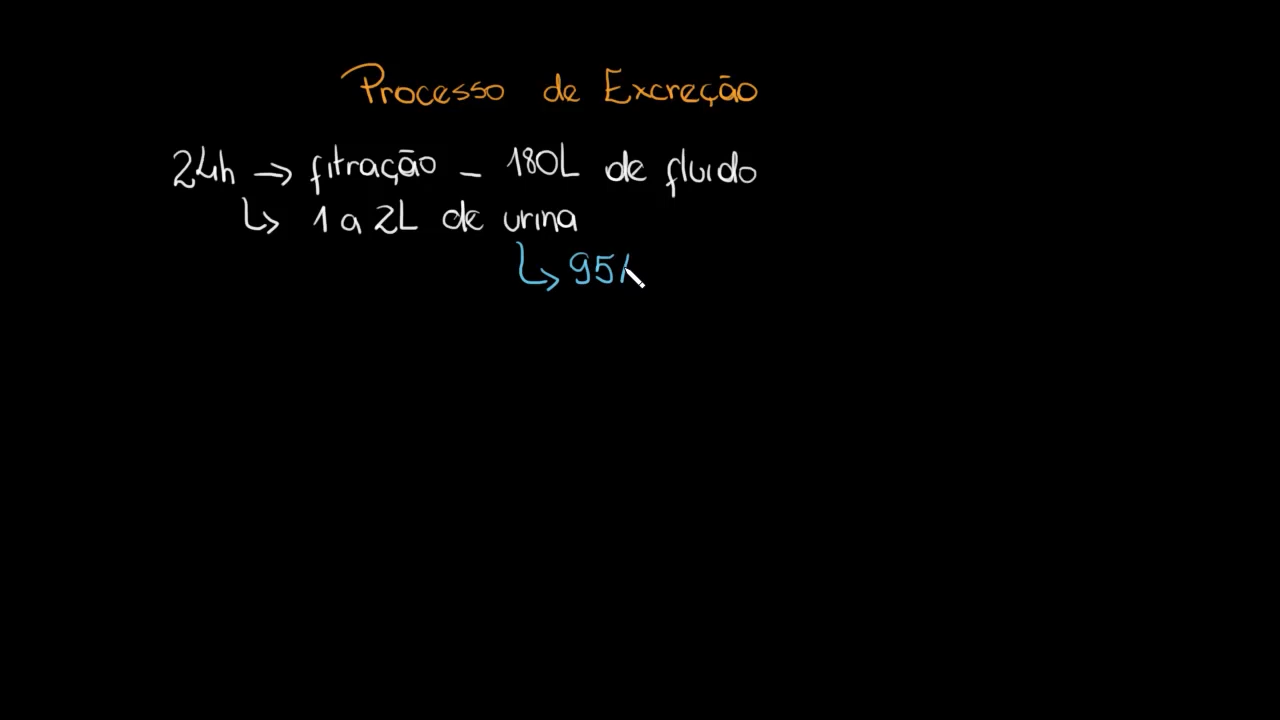 Processo de Excreção
24h → fitração - 180L de fluido
↳ 1 a 2L de urina
↳ 95/